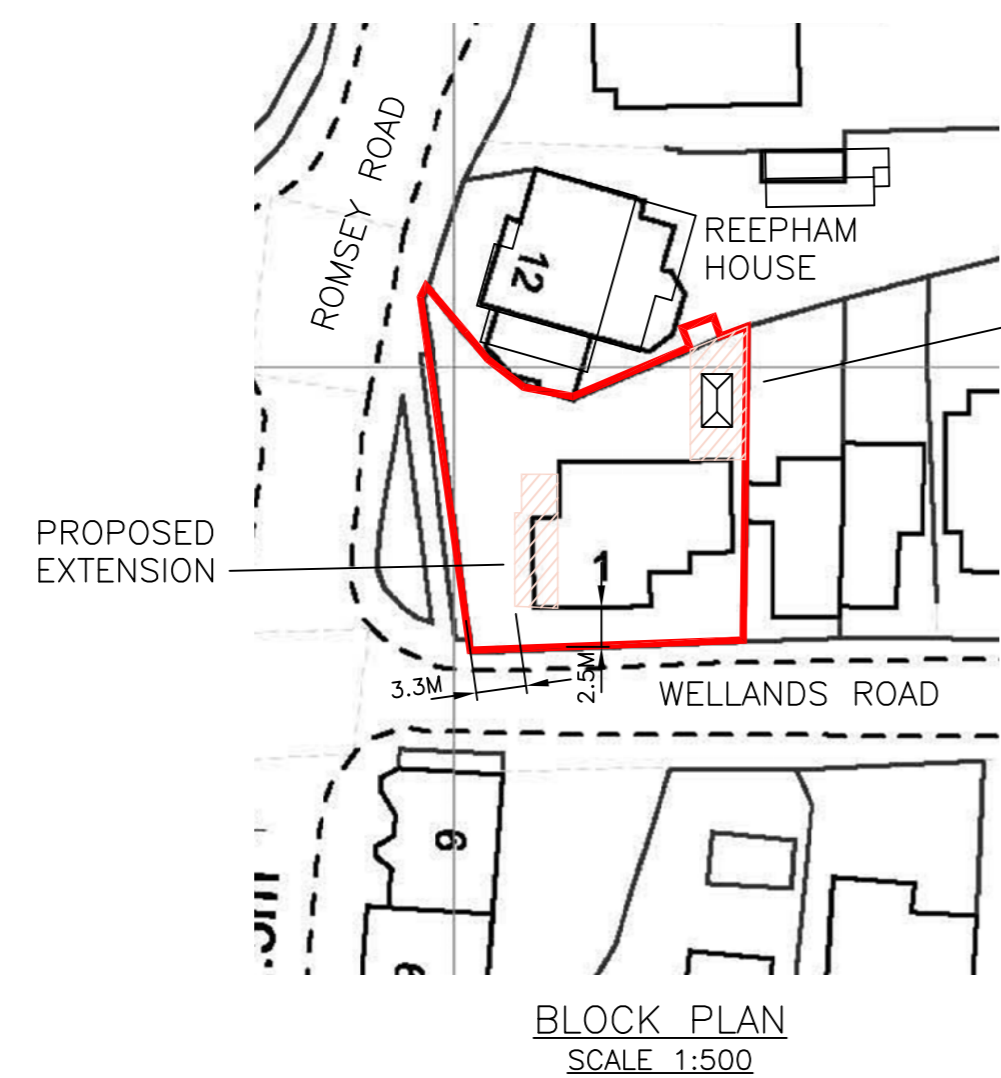 ROMSEY ROAD
12
REEPHAM
HOUSE
PROPOSED
EXTENSION
1
3.3M
2.5M
WELLANDS ROAD
6
BLOCK PLAN
SCALE 1:500